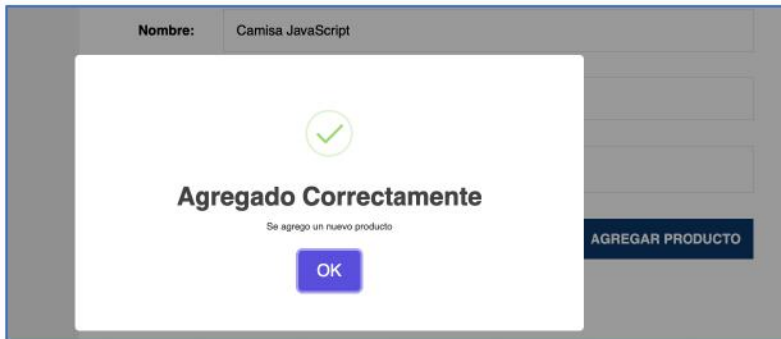 Nombre: Camisa JavaScript
Agregado Correctamente
Se agrego un nuevo producto
OK
AGREGAR PRODUCTO